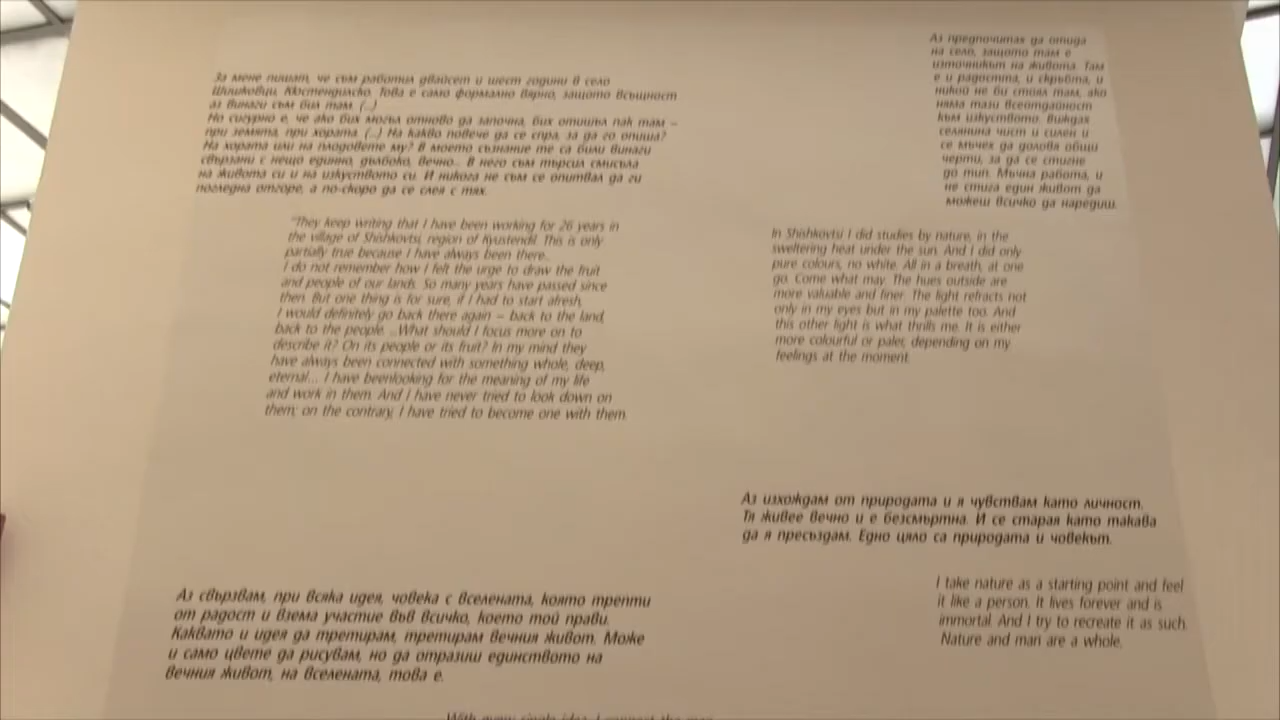 За мене пишат, че съм работил двайсет и шест години в село
Шишковци, Кюстендилско. Това е само формално вярно, защото всъщност
аз винаги съм бил там. (...)
Но сигурно е, че ако бих могъл отново да започна, бих отишъл пак там –
при земята, при хората. (...) На какво повече да се спра, за да го опиша?
На хората или на плодовете му? В моето съзнание те са били винаги
свързани с нещо единно, дълбоко, вечно... В него съм търсил смисъла
на живота си и на изкуството си. И никога не съм се опитвал да ги
погледна отгоре, а по-скоро да се слея с тях.
"They keep writing that I have been working for 26 years in
the village of Shishkovtsi, region of Kyustendil. This is only
partially true because I have always been there..
I do not remember how I felt the urge to draw the fruit
and people of our lands. So many years have passed since
then. But one thing is for sure, if I had to start afresh,
I would definitely go back there again – back to the land,
back to the people. ...What should I focus more on to
describe it? On its people or its fruit? In my mind they
have always been connected with something whole, deep,
eternal... I have beenlooking for the meaning of my life
and work in them. And I have never tried to look down on
them; on the contrary, I have tried to become one with them.
Аз предпочитах да отида
на село, защото там е
източникът на живота. Там
е и радостта, и скръбта, и
никой не би стоял там, ако
няма тази всеотдайност
към изкуството. Виждах
селянина чист и силен и
се мъчех да доловя общи
черти, за да се стигне
до тип. Мъчна работа, и
не стига един живот да
можеш всичко да наредиш.
In Shishkovtsi I did studies by nature, in the
sweltering heat under the sun. And I did only
pure colours, no white. All in a breath, at one
go. Come what may. The hues outside are
more valuable and finer. The light refracts not
only in my eyes but in my palette too. And
this other light is what thrills me. It is either
more colourful or paler, depending on my
feelings at the moment.
Аз изхождам от природата и я чувствам като личност.
Тя живее вечно и е безсмъртна. И се старая като такава
да я пресъздам. Едно цяло са природата и човекът.
I take nature as a starting point and feel
it like a person. It lives forever and is
immortal. And I try to recreate it as such.
Nature and man are a whole.
Аз свързвам, при всяка идея, човека с вселената, която трепти
от радост и взема участие във всичко, което той прави.
Каквато и идея да третирам, третирам вечния живот. Може
и само цвете да рисувам, но да отразиш единството на
вечния живот, на вселената, това е.
With every single idea, I connect the man